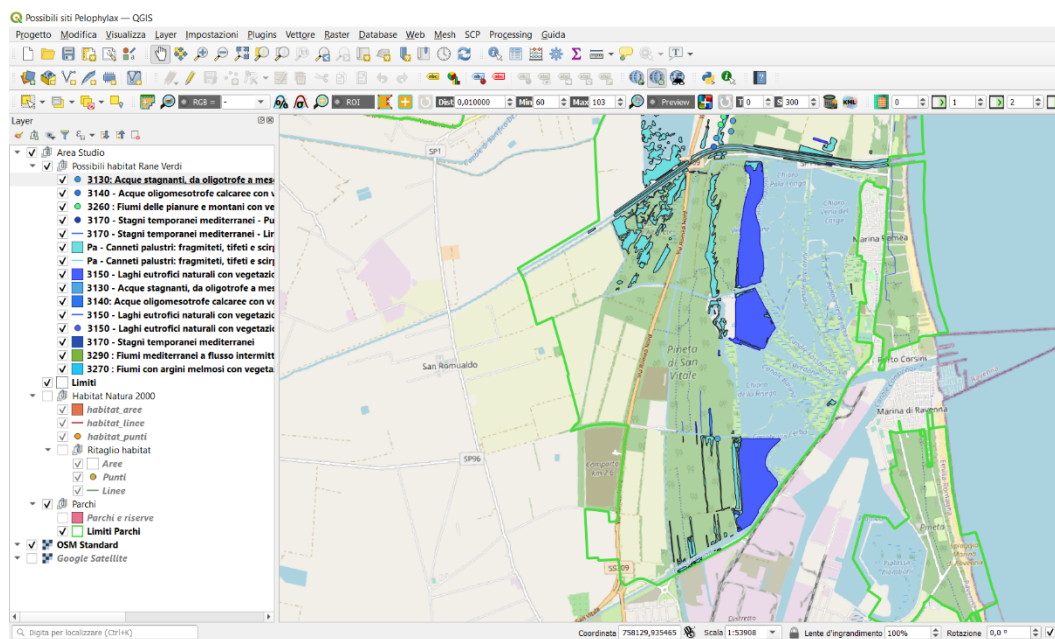 Possibili siti Pelophylax — QGIS
Progetto Modifica Visualizza Layer Impostazioni Plugins Vettore Raster Database Web Mesh SCP Processing Guida
RGB = - ROI Dist 0,010000 Min 60 Max 103 Preview T 0 S 300 0 1 2
Layer
Area Studio
Possibili habitat Rane Verdi
3130: Acque stagnanti, da oligotrofe a mes
3140 - Acque oligomesotrofe calcaree con v
3260 : Fiumi delle pianure e montani con ve
3170 - Stagni temporanei mediterranei - Pu
3170 - Stagni temporanei mediterranei - Lin
Pa - Canneti palustri: fragmiteti, tifeti e scirp
Pa - Canneti palustri: fragmiteti, tifeti e scirp
3150 - Laghi eutrofici naturali con vegetazio
3130 - Acque stagnanti, da oligotrofe a mes
3140: Acque oligomesotrofe calcaree con ve
3150 - Laghi eutrofici naturali con vegetazio
3150 - Laghi eutrofici naturali con vegetazio
3170 - Stagni temporanei mediterranei
3290 : Fiumi mediterranei a flusso intermitt
3270 : Fiumi con argini melmosi con vegeta
Limiti
Habitat Natura 2000
habitat_aree
habitat_linee
habitat_punti
Ritaglio habitat
Aree
Punti
Linee
Parchi
Parchi e riserve
Limiti Parchi
OSM Standard
Google Satellite
SP1
Via Romea Nord
Marina Romea
San Romualdo
Pineta
di San
Vitale
Porto Corsini
Marina di Ravenna
SP96
Pineta
Digita per localizzare (Ctrl+K)
Coordinata 758129,935465 Scala 1:53908 Lente d'ingrandimento 100% Rotazione 0,0 °